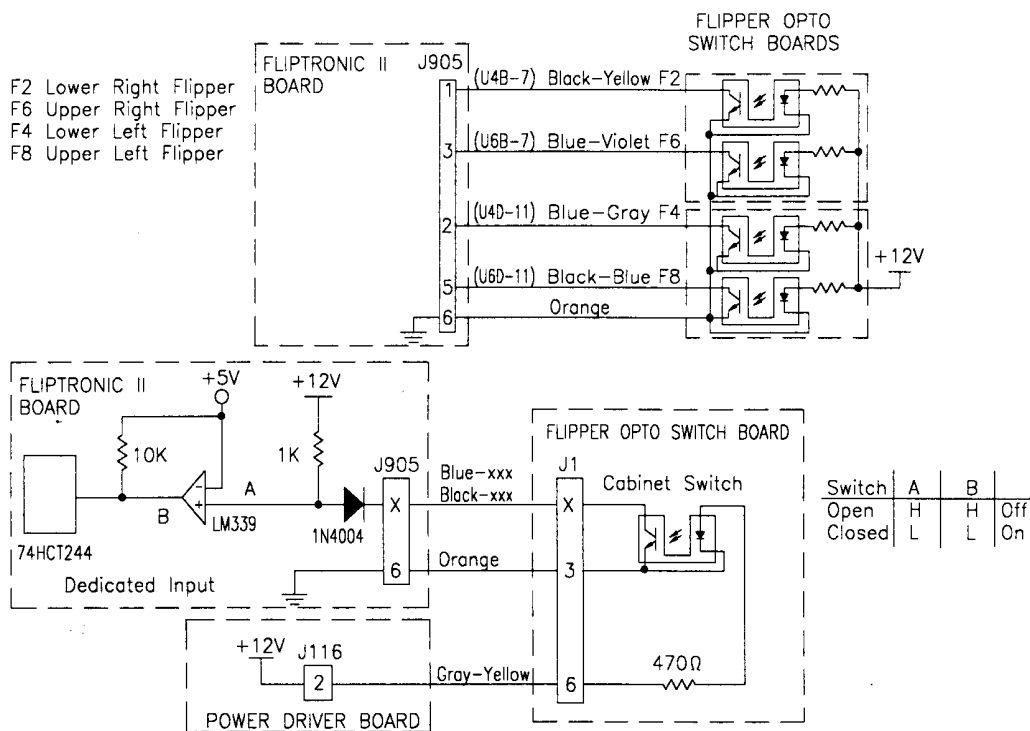 FLIPPER OPTO
SWITCH BOARDS
FLIPTRONIC II
BOARD
J905
F2 Lower Right Flipper
F6 Upper Right Flipper
F4 Lower Left Flipper
F8 Upper Left Flipper
1
(U4B-7) Black-Yellow F2
3
(U6B-7) Blue-Violet F6
2
(U4D-11) Blue-Gray F4
5
(U6D-11) Black-Blue F8
6
Orange
+12V
FLIPTRONIC II
BOARD
+5V
+12V
10K
1K
J905
A
B
-
+
LM339
1N4004
74HCT244
X
6
Dedicated Input
Blue-xxx
Black-xxx
Orange
FLIPPER OPTO SWITCH BOARD
J1
Cabinet Switch
X
3
6
470Ω
Switch A B
Open H H Off
Closed L L On
+12V
J116
2
Gray-Yellow
POWER DRIVER BOARD